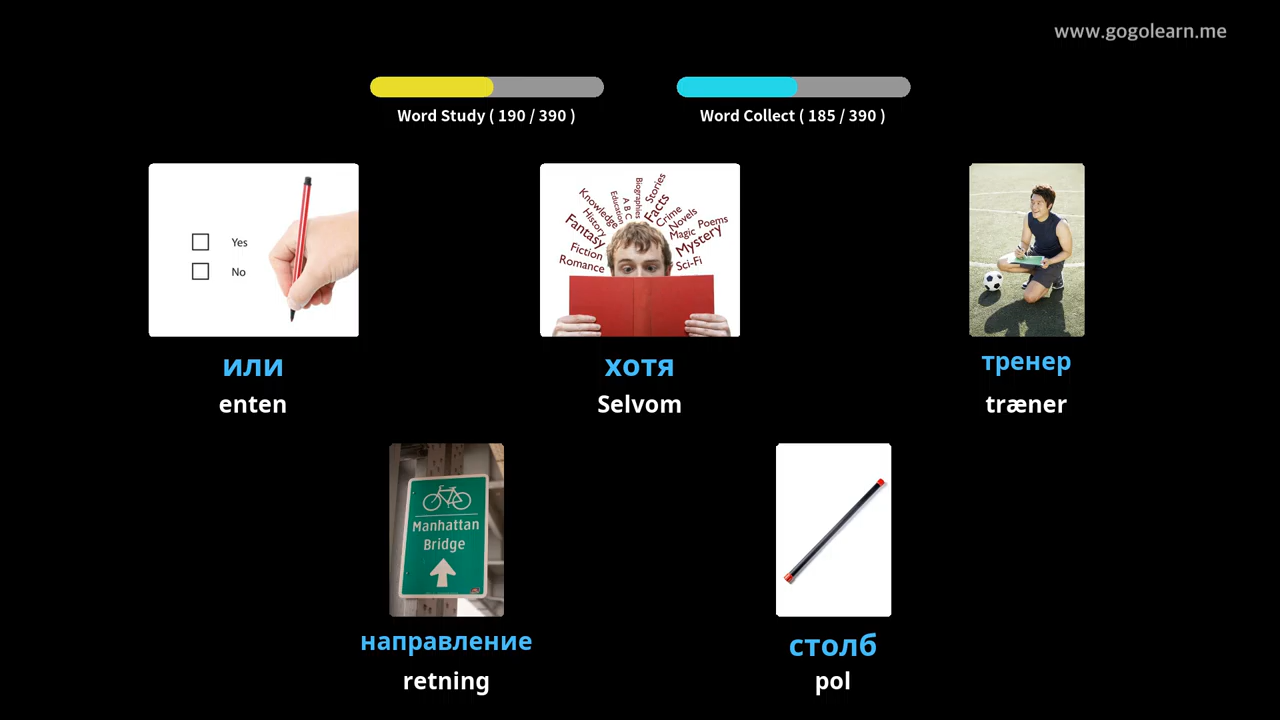 www.gogolearn.me
Word Study ( 190 / 390 )
Word Collect ( 185 / 390 )
Yes
No
Stories
Biographies
Knowledge
Education
A B C
Facts
History
Crime
Novels
Fantasy
Magic
Poems
Mystery
Fiction
Romance
Sci-Fi
или
enten
хотя
Selvom
тренер
træner
Manhattan
Bridge
направление
retning
столб
pol